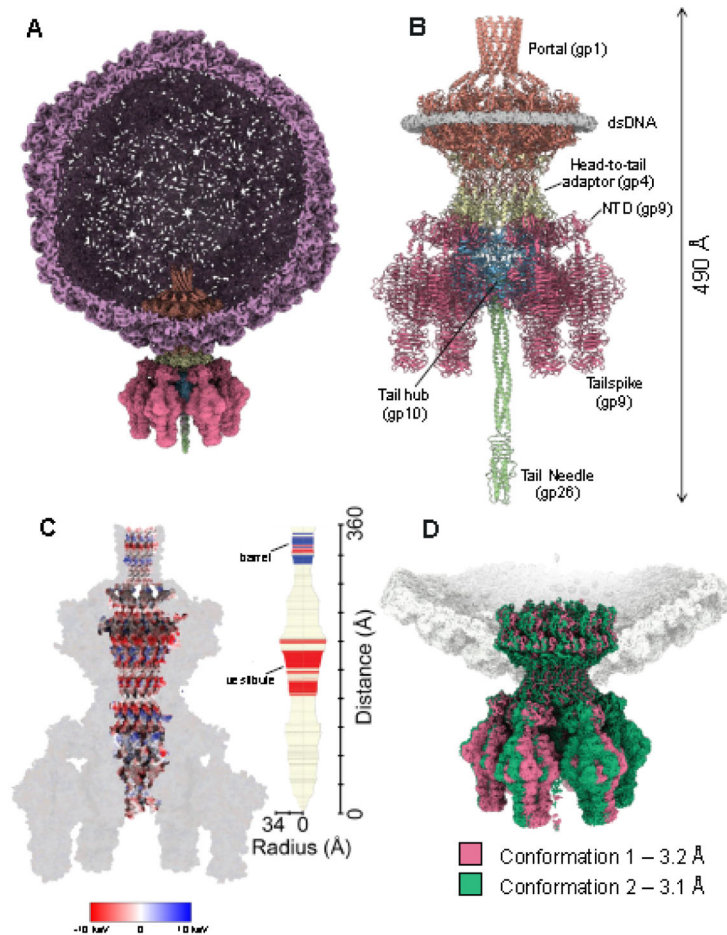 A
B
Portal (gp1)
dsDNA
Head-to-tail
adaptor (gp4)
NTD (gp9)
490 Å
Tail hub
(gp10)
Tailspike
(gp9)
Tail Needle
(gp26)
C
barrel
vestibule
360
Distance (Å)
0
34 0
Radius (Å)
-10 keV 0 10 keV
D
Conformation 1 – 3.2 Å
Conformation 2 – 3.1 Å